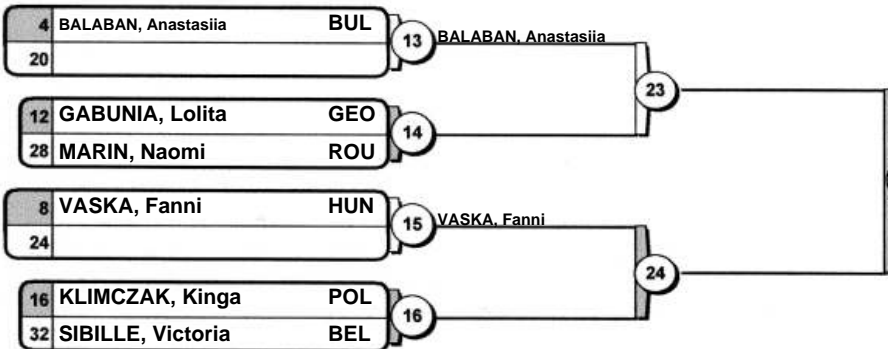 4 BALABAN, Anastasiia BUL
20
13 BALABAN, Anastasiia
23
12 GABUNIA, Lolita GEO
28 MARIN, Naomi ROU
14
8 VASKA, Fanni HUN
24
15 VASKA, Fanni
24
16 KLIMCZAK, Kinga POL
32 SIBILLE, Victoria BEL
16